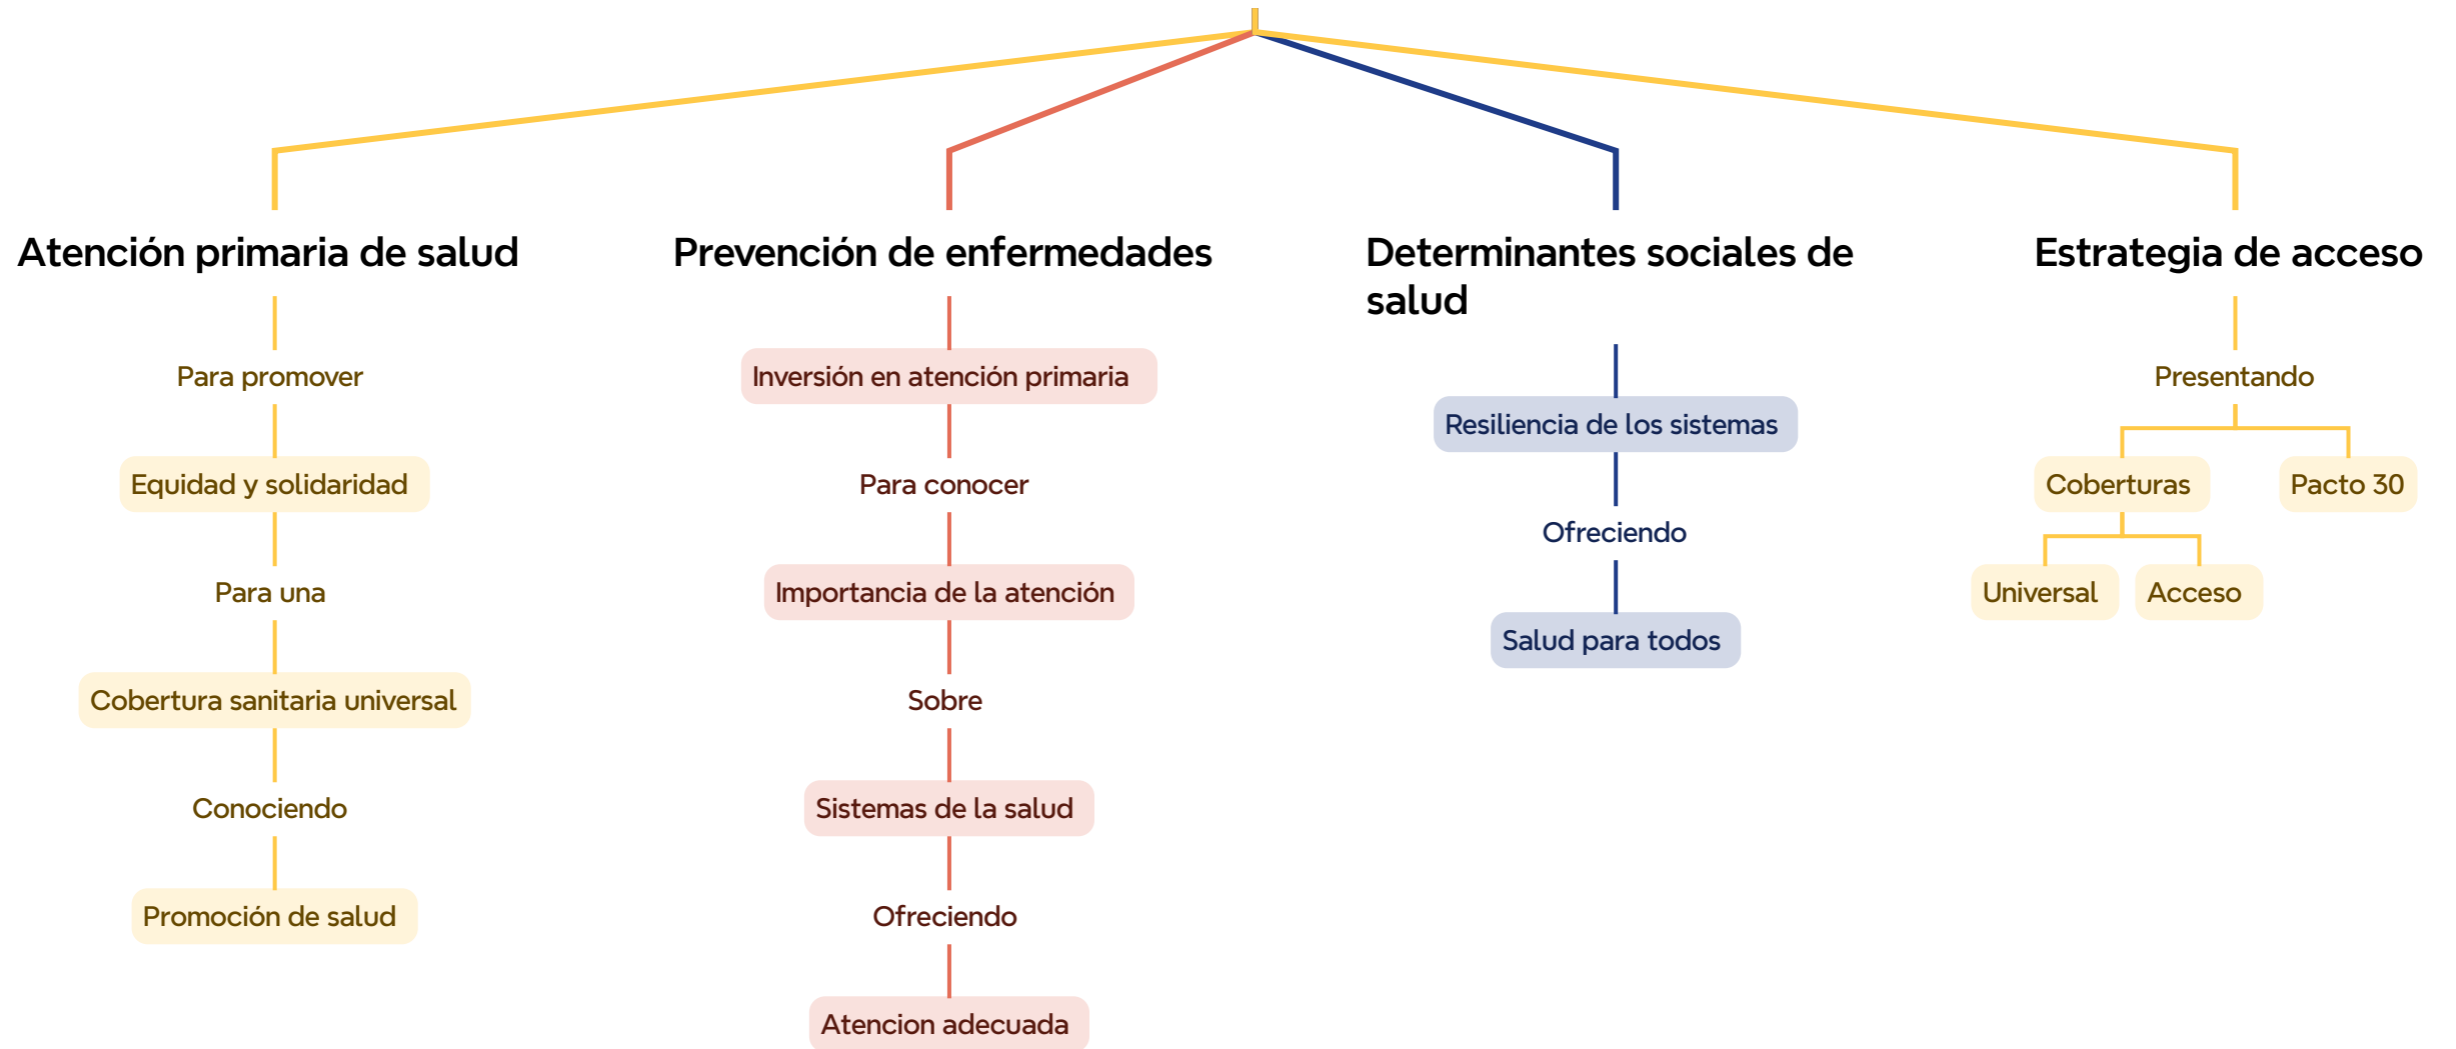 Atención primaria de salud
Para promover
Equidad y solidaridad
Para una
Cobertura sanitaria universal
Conociendo
Promoción de salud
Prevención de enfermedades
Inversión en atención primaria
Para conocer
Importancia de la atención
Sobre
Sistemas de la salud
Ofreciendo
Atencion adecuada
Determinantes sociales de
salud
Resiliencia de los sistemas
Ofreciendo
Salud para todos
Estrategia de acceso
Presentando
Coberturas
Pacto 30
Universal
Acceso